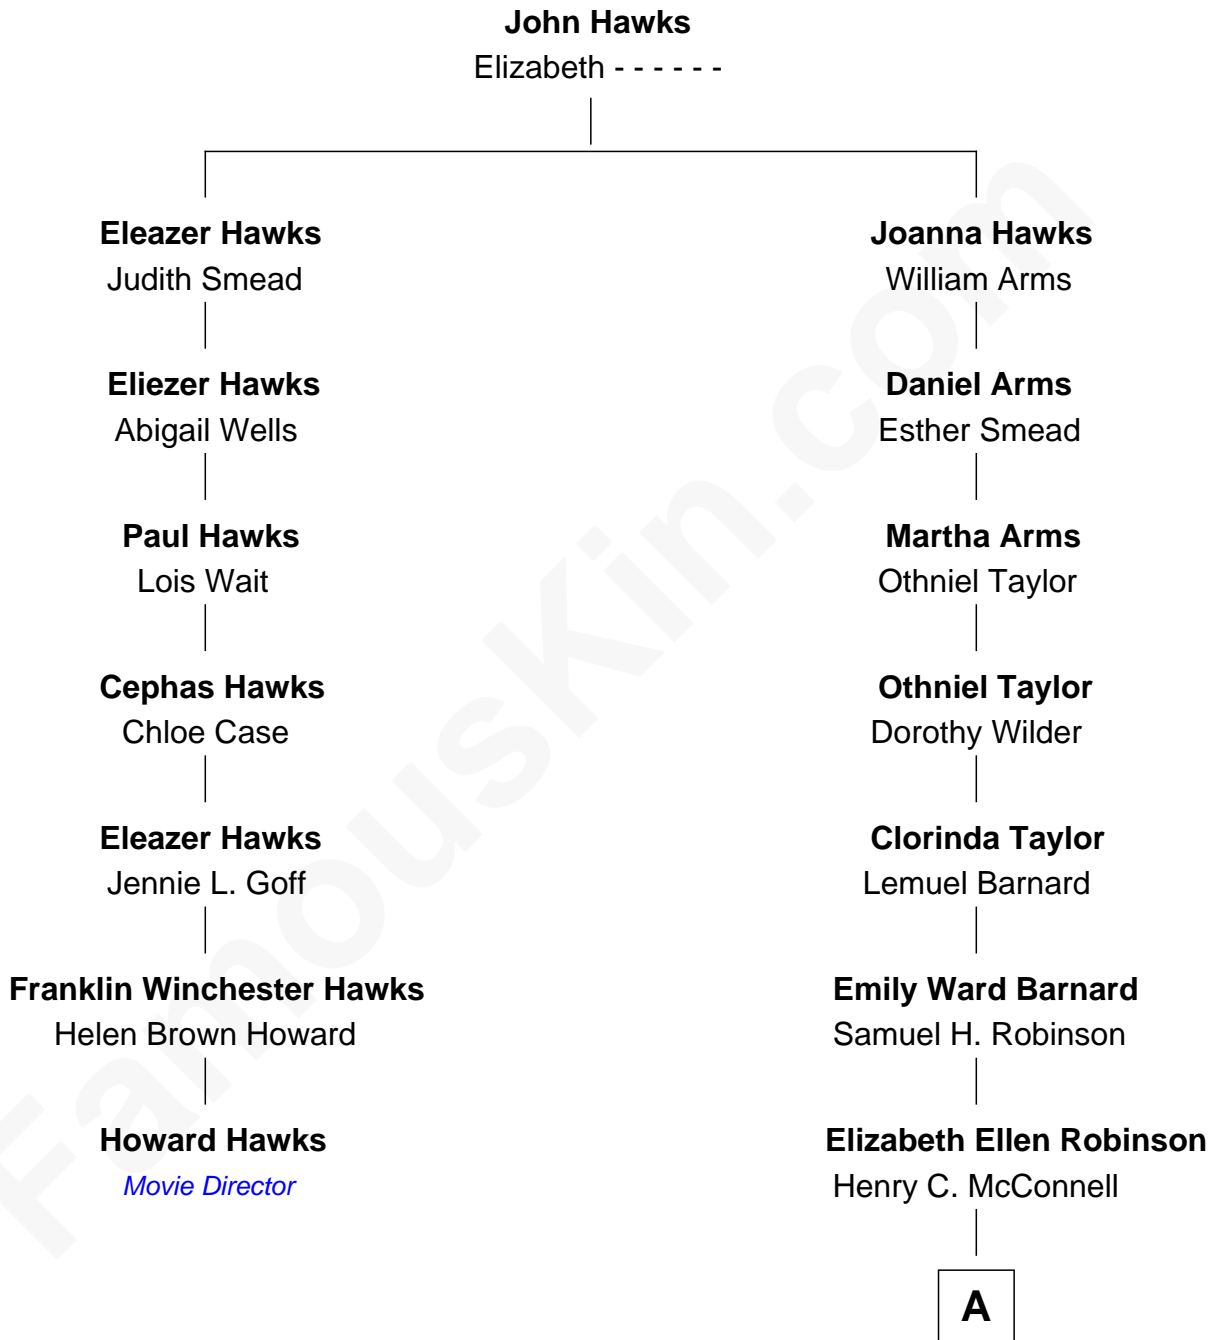 John Hawks
Elizabeth - - - - - -
Eleazer Hawks
Judith Smead
Joanna Hawks
William Arms
Eliezer Hawks
Abigail Wells
Daniel Arms
Esther Smead
Paul Hawks
Lois Wait
Martha Arms
Othniel Taylor
Cephas Hawks
Chloe Case
Othniel Taylor
Dorothy Wilder
Eleazer Hawks
Jennie L. Goff
Clorinda Taylor
Lemuel Barnard
Franklin Winchester Hawks
Helen Brown Howard
Emily Ward Barnard
Samuel H. Robinson
Howard Hawks
Movie Director
Elizabeth Ellen Robinson
Henry C. McConnell
A
FamousKin.com